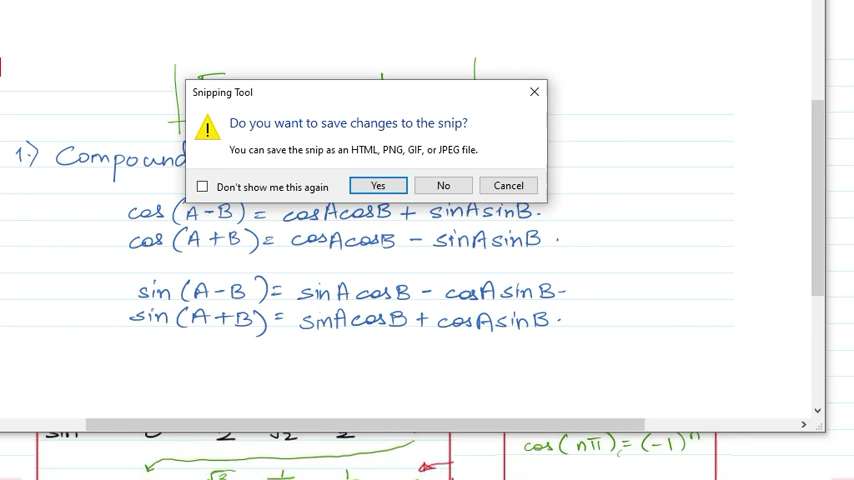 Snipping Tool
Do you want to save changes to the snip?
You can save the snip as an HTML, PNG, GIF, or JPEG file.
Don't show me this again
Yes No Cancel
1.) Compound
cos(A-B) = cosAcosB + sinAsinB.
cos(A+B) = cosAcosB - sinAsinB.
sin(A-B) = sinAcosB - cosAsinB-
sin(A+B) = sinAcosB + cosAsinB.
cos(nπ) = (-1)ⁿ